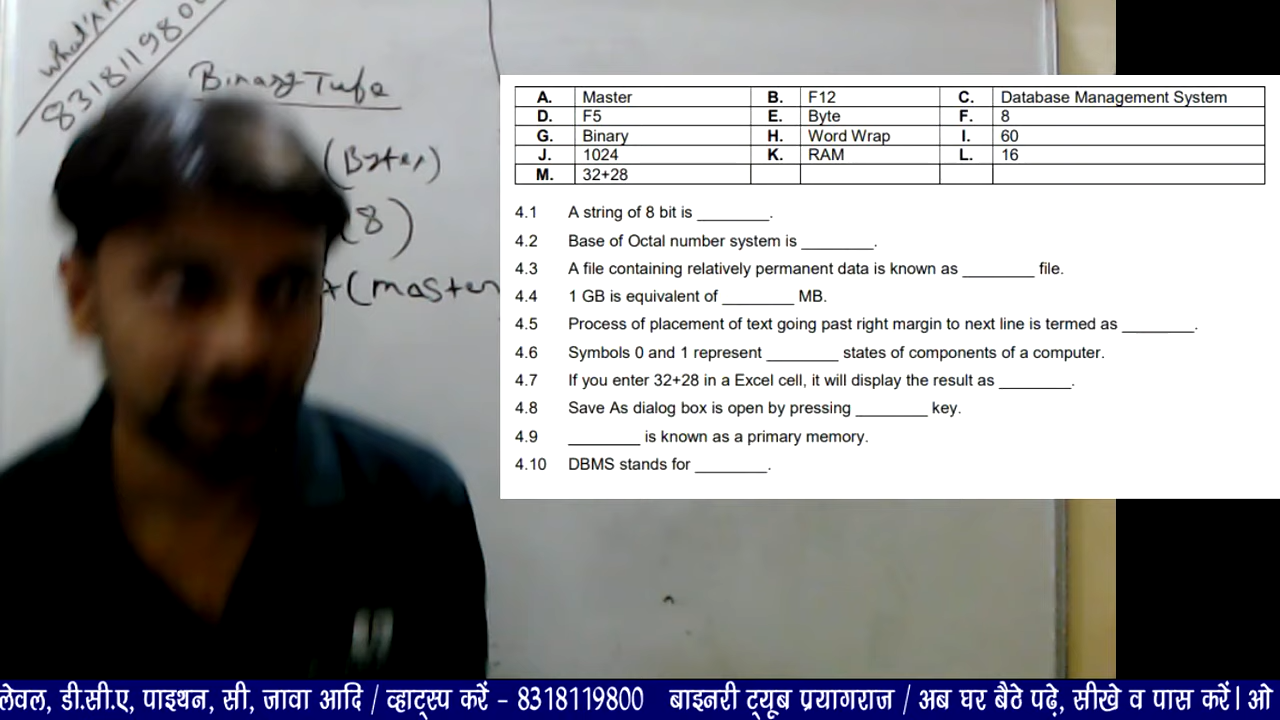 what's
8318119800
Binary Tube
(Byte)
(8)
(master
A. Master B. F12 C. Database Management System
D. F5 E. Byte F. 8
G. Binary H. Word Wrap I. 60
J. 1024 K. RAM L. 16
M. 32+28
4.1 A string of 8 bit is ________.
4.2 Base of Octal number system is ________.
4.3 A file containing relatively permanent data is known as ________ file.
4.4 1 GB is equivalent of ________ MB.
4.5 Process of placement of text going past right margin to next line is termed as ________.
4.6 Symbols 0 and 1 represent ________ states of components of a computer.
4.7 If you enter 32+28 in a Excel cell, it will display the result as ________.
4.8 Save As dialog box is open by pressing ________ key.
4.9 ________ is known as a primary memory.
4.10 DBMS stands for ________.
लेवल, डी.सी.ए, पाइथन, सी, जावा आदि / व्हाट्स्प करें - 8318119800 बाइनरी ट्यूब प्रयागराज / अब घर बैठे पढ़े, सीखे व पास करें। ओ